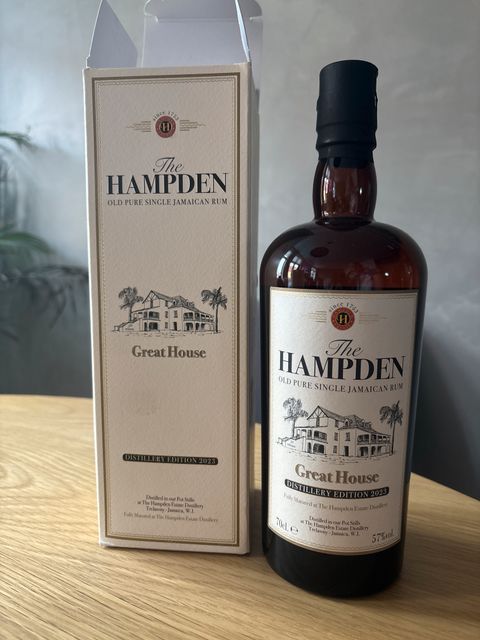 since 1753
H
The
HAMPDEN
OLD PURE SINGLE JAMAICAN RUM
Great House
DISTILLERY EDITION 2023
Distilled in our Pot Stills
at The Hampden Estate Distillery
Trelawny - Jamaica, W.I.
Fully Matured at The Hampden Estate Distillery
since 1753
H
The
HAMPDEN
OLD PURE SINGLE JAMAICAN RUM
Great House
DISTILLERY EDITION 2023
Fully Matured at The Hampden Estate Distillery
Distilled in our Pot Stills
at The Hampden Estate Distillery
Trelawny - Jamaica, W.I.
70cL ℮
57%vol.